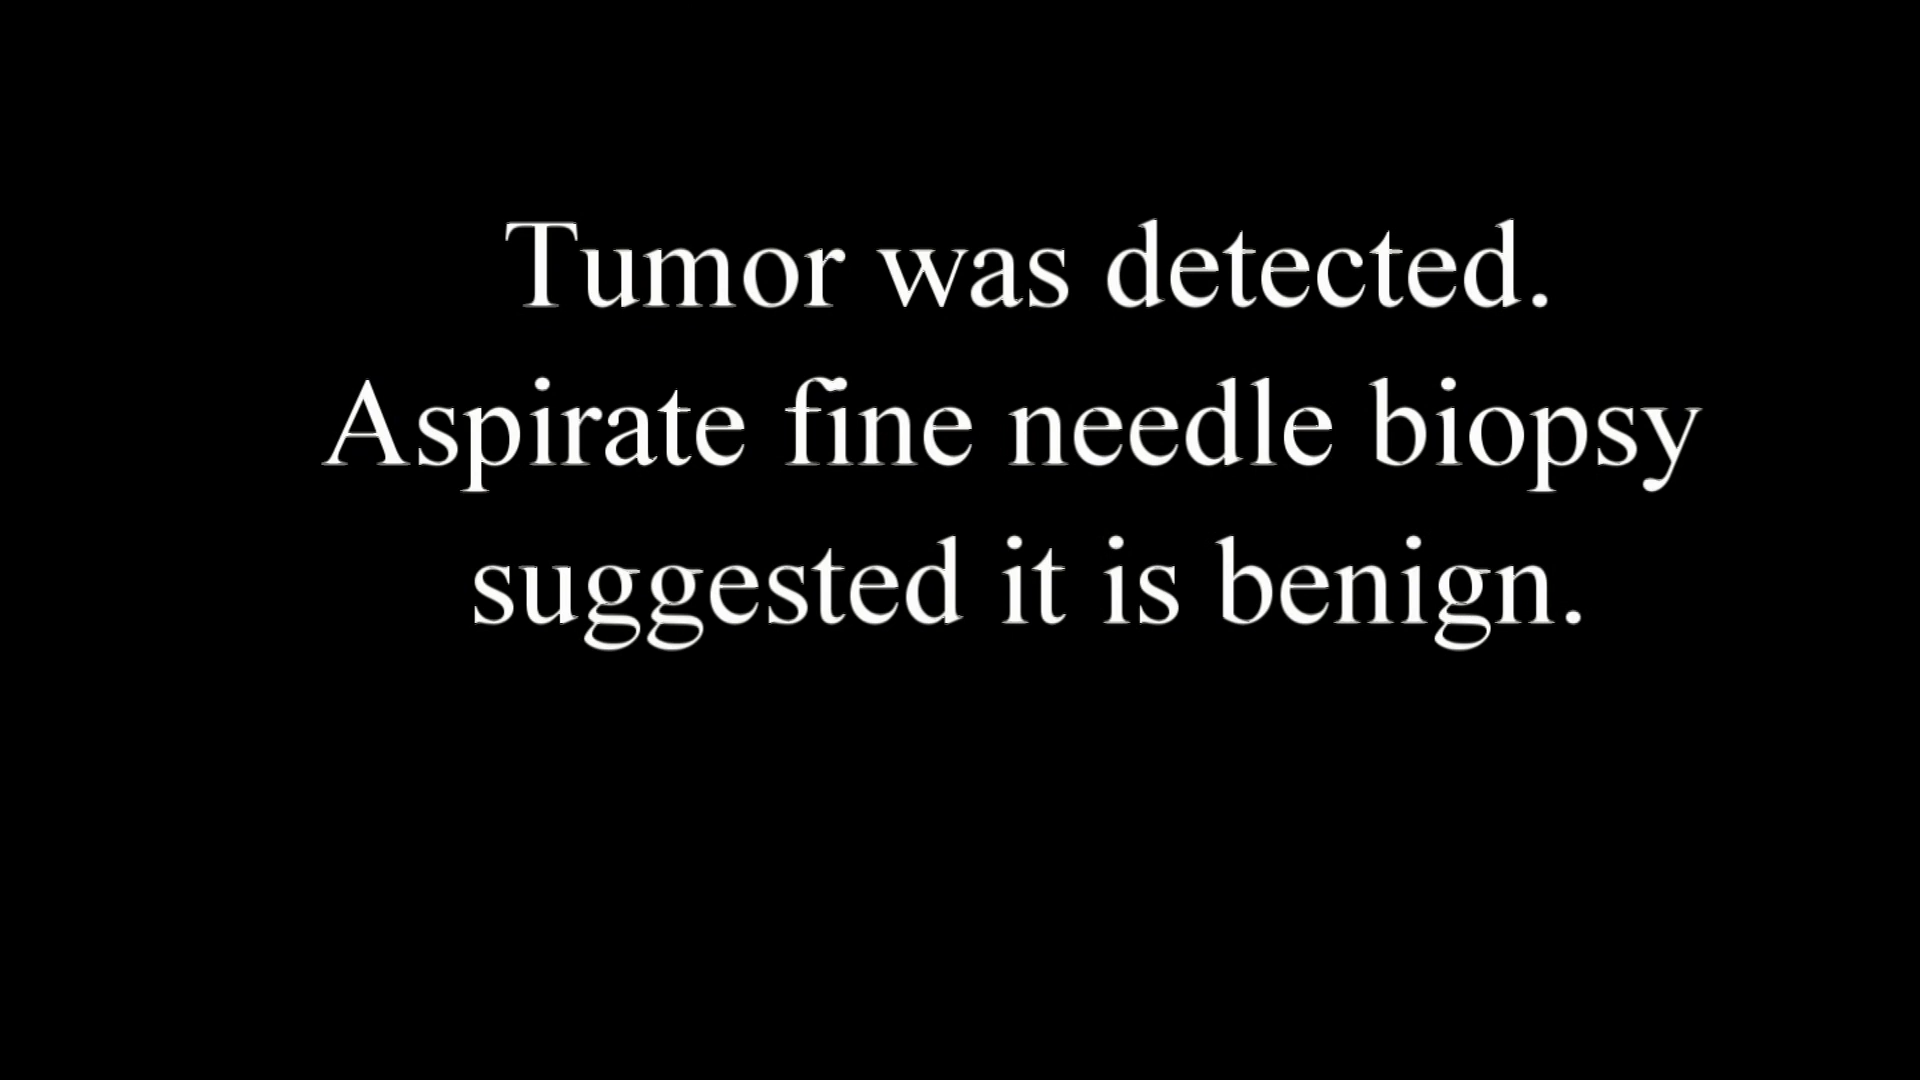 Tumor was detected.
Aspirate fine needle biopsy
suggested it is benign.